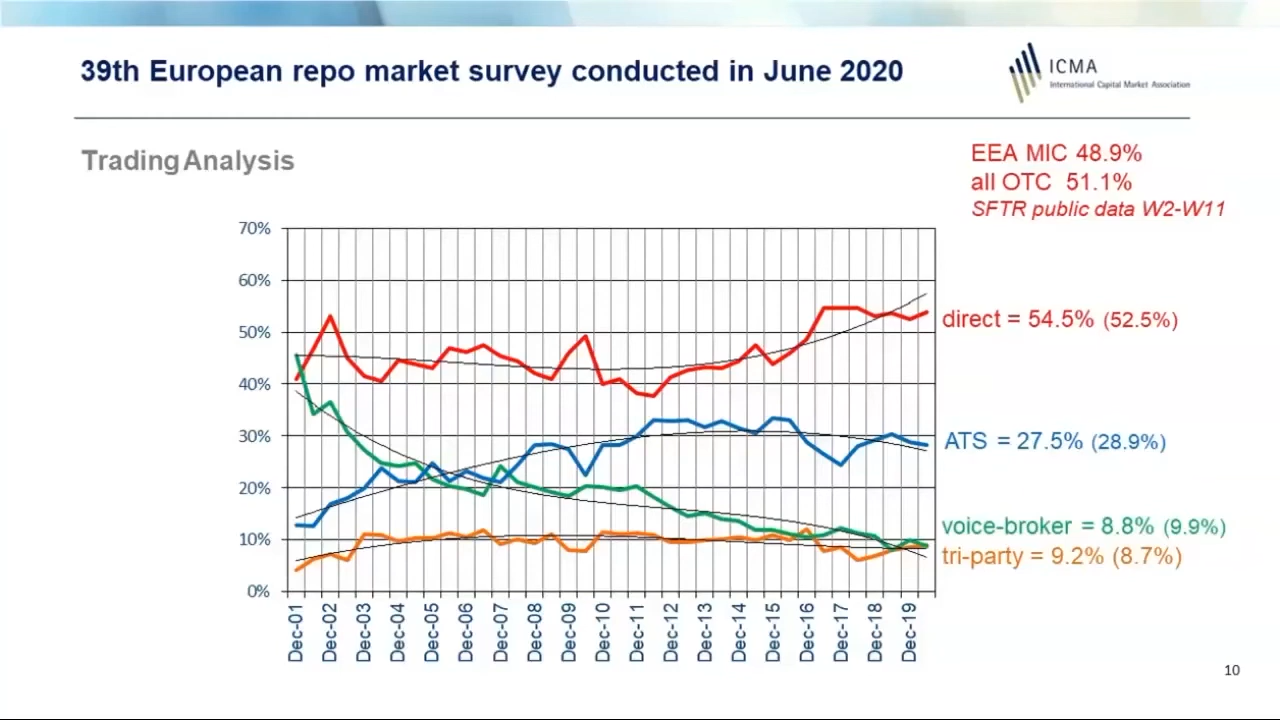 39th European repo market survey conducted in June 2020
ICMA
International Capital Market Association
Trading Analysis
EEA MIC 48.9%
all OTC 51.1%
SFTR public data W2-W11
70%
60%
50%
40%
30%
20%
10%
0%
direct = 54.5% (52.5%)
ATS = 27.5% (28.9%)
voice-broker = 8.8% (9.9%)
tri-party = 9.2% (8.7%)
Dec-01
Dec-02
Dec-03
Dec-04
Dec-05
Dec-06
Dec-07
Dec-08
Dec-09
Dec-10
Dec-11
Dec-12
Dec-13
Dec-14
Dec-15
Dec-16
Dec-17
Dec-18
Dec-19
10